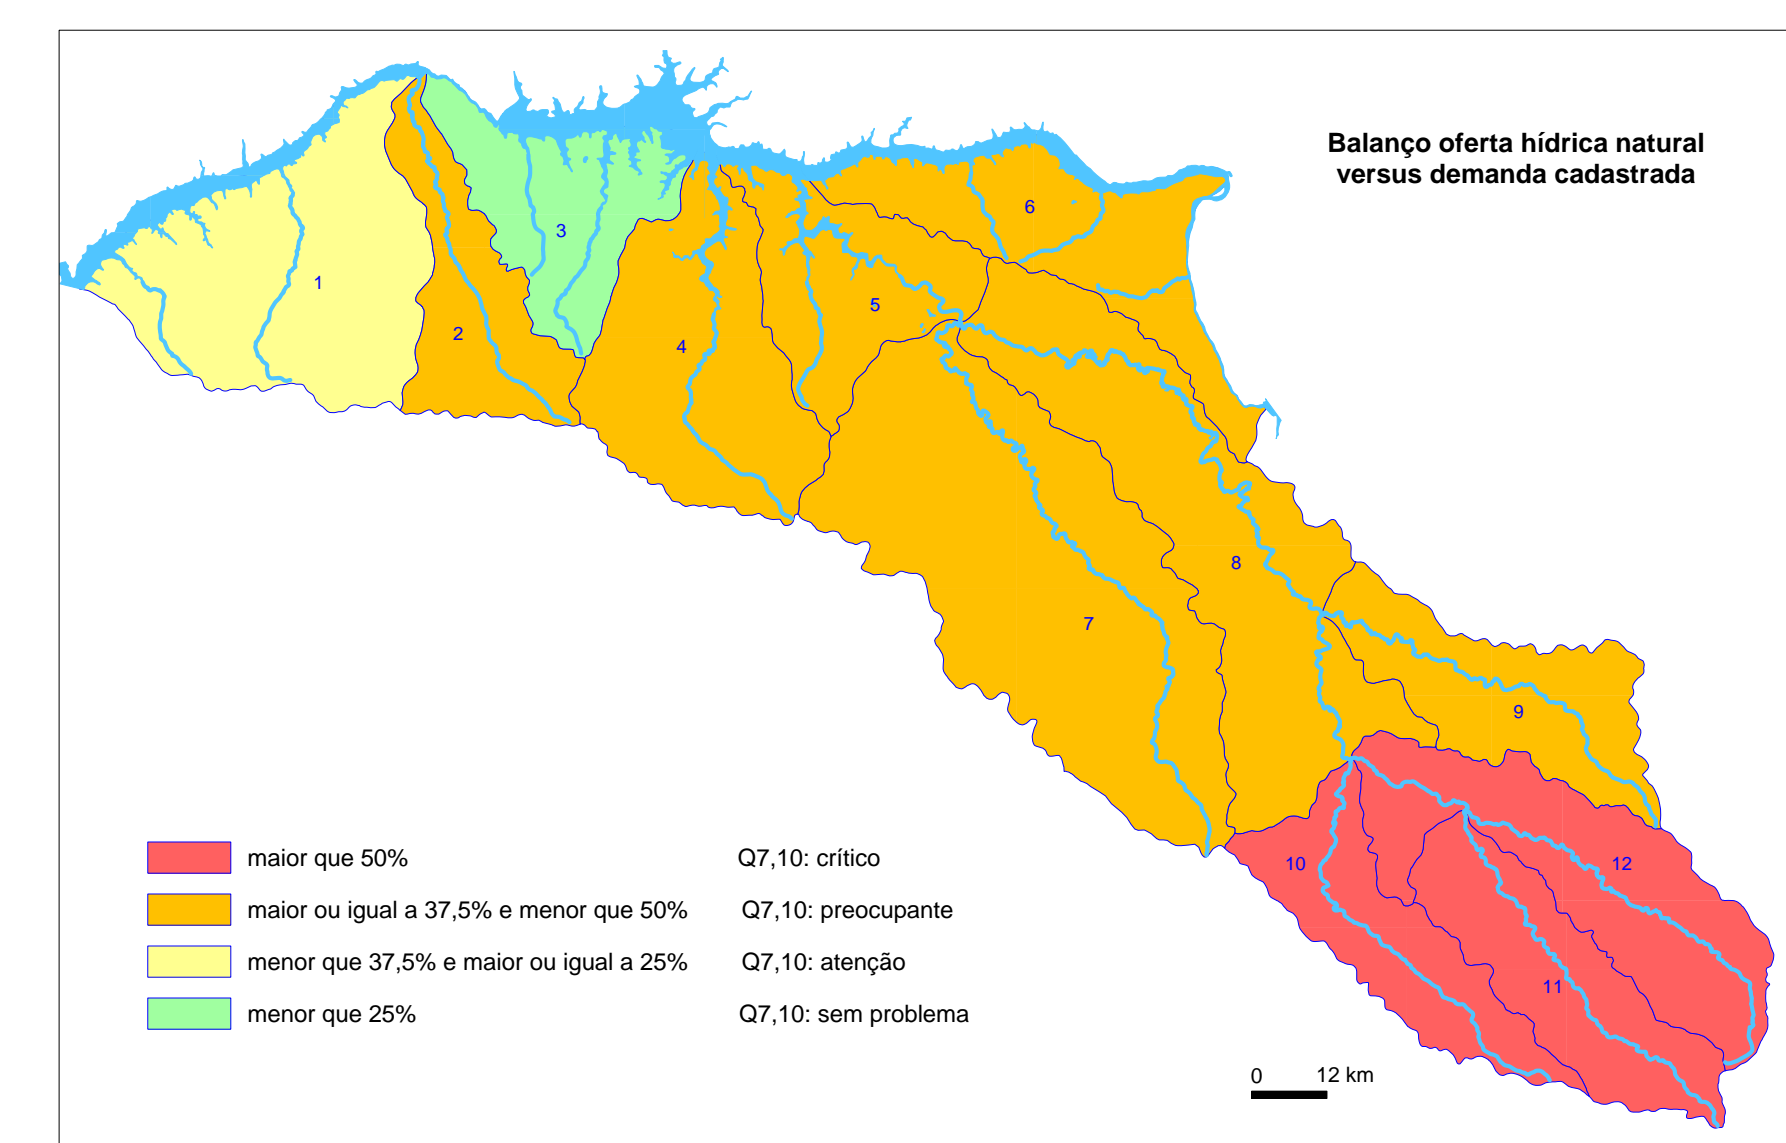 Balanço oferta hídrica natural
versus demanda cadastrada
6
3
1
5
2
4
8
7
9
10
12
11
maior que 50% Q7,10: crítico
maior ou igual a 37,5% e menor que 50% Q7,10: preocupante
menor que 37,5% e maior ou igual a 25% Q7,10: atenção
menor que 25% Q7,10: sem problema
0 12 km